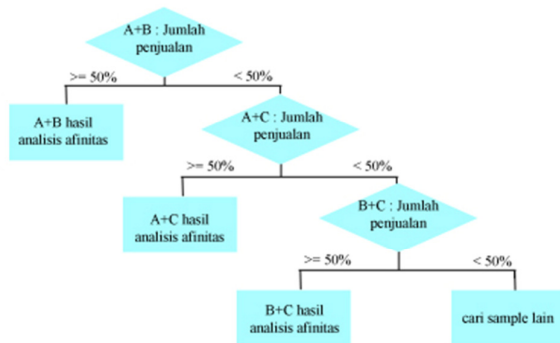 A+B : Jumlah
penjualan
>= 50%
< 50%
A+B hasil
analisis afinitas
A+C : Jumlah
penjualan
>= 50%
< 50%
A+C hasil
analisis afinitas
B+C : Jumlah
penjualan
>= 50%
< 50%
B+C hasil
analisis afinitas
cari sample lain